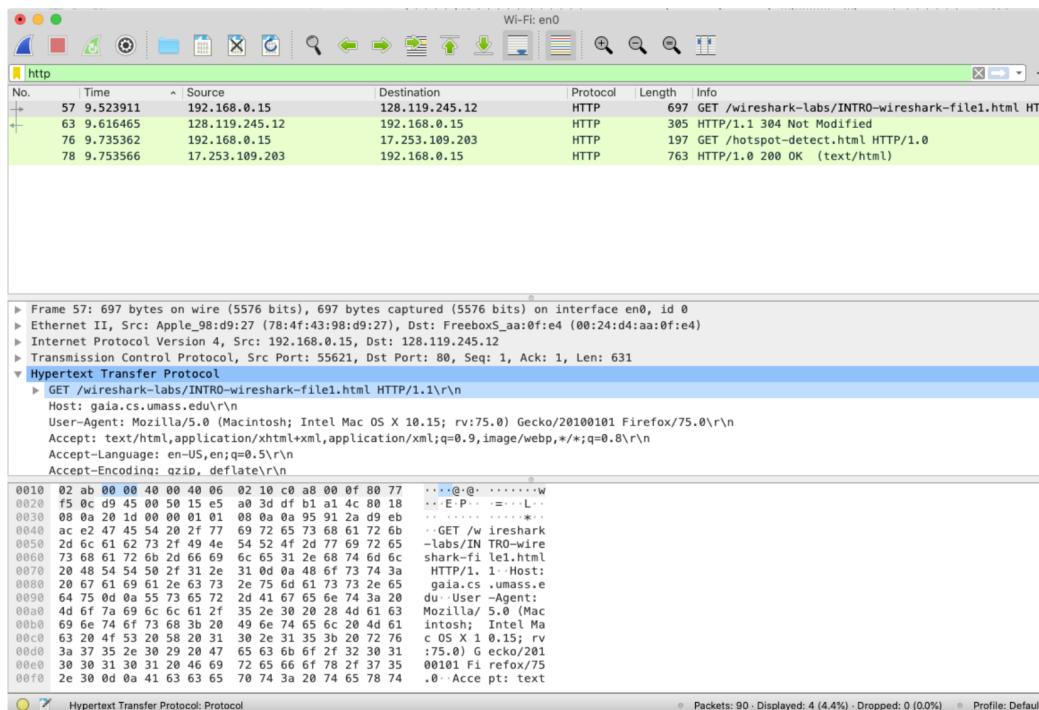 Wi-Fi: en0
http
No. Time Source Destination Protocol Length Info
57 9.523911 192.168.0.15 128.119.245.12 HTTP 697 GET /wireshark-labs/INTRO-wireshark-file1.html HT
63 9.616465 128.119.245.12 192.168.0.15 HTTP 305 HTTP/1.1 304 Not Modified
76 9.735362 192.168.0.15 17.253.109.203 HTTP 197 GET /hotspot-detect.html HTTP/1.0
78 9.753566 17.253.109.203 192.168.0.15 HTTP 763 HTTP/1.0 200 OK (text/html)
Frame 57: 697 bytes on wire (5576 bits), 697 bytes captured (5576 bits) on interface en0, id 0
Ethernet II, Src: Apple_98:d9:27 (78:4f:43:98:d9:27), Dst: FreeboxS_aa:0f:e4 (00:24:d4:aa:0f:e4)
Internet Protocol Version 4, Src: 192.168.0.15, Dst: 128.119.245.12
Transmission Control Protocol, Src Port: 55621, Dst Port: 80, Seq: 1, Ack: 1, Len: 631
Hypertext Transfer Protocol
GET /wireshark-labs/INTRO-wireshark-file1.html HTTP/1.1\r\n
Host: gaia.cs.umass.edu\r\n
User-Agent: Mozilla/5.0 (Macintosh; Intel Mac OS X 10.15; rv:75.0) Gecko/20100101 Firefox/75.0\r\n
Accept: text/html,application/xhtml+xml,application/xml;q=0.9,image/webp,*/*;q=0.8\r\n
Accept-Language: en-US,en;q=0.5\r\n
Accept-Encoding: gzip, deflate\r\n
0010 02 ab 00 00 40 00 40 06 02 10 c0 a8 00 0f 80 77 ····@·@· ·······w
0020 f5 0c d9 45 00 50 15 e5 a0 3d df b1 a1 4c 80 18 ···E·P·· ·=···L··
0030 08 0a 20 1d 00 00 01 01 08 0a 0a 95 91 2a d9 eb ·· ····· ·····*··
0040 ac e2 47 45 54 20 2f 77 69 72 65 73 68 61 72 6b ··GET /w ireshark
0050 2d 6c 61 62 73 2f 49 4e 54 52 4f 2d 77 69 72 65 -labs/IN TRO-wire
0060 73 68 61 72 6b 2d 66 69 6c 65 31 2e 68 74 6d 6c shark-fi le1.html
0070 20 48 54 54 50 2f 31 2e 31 0d 0a 48 6f 73 74 3a HTTP/1. 1··Host:
0080 20 67 61 69 61 2e 63 73 2e 75 6d 61 73 73 2e 65 gaia.cs .umass.e
0090 64 75 0d 0a 55 73 65 72 2d 41 67 65 6e 74 3a 20 du··User -Agent:
00a0 4d 6f 7a 69 6c 6c 61 2f 35 2e 30 20 28 4d 61 63 Mozilla/ 5.0 (Mac
00b0 69 6e 74 6f 73 68 3b 20 49 6e 74 65 6c 20 4d 61 intosh; Intel Ma
00c0 63 20 4f 53 20 58 20 31 30 2e 31 35 3b 20 72 76 c OS X 1 0.15; rv
00d0 3a 37 35 2e 30 29 20 47 65 63 6b 6f 2f 32 30 31 :75.0) G ecko/201
00e0 30 30 31 30 31 20 46 69 72 65 66 6f 78 2f 37 35 00101 Fi refox/75
00f0 2e 30 0d 0a 41 63 63 65 70 74 3a 20 74 65 78 74 .0··Acce pt: text
Hypertext Transfer Protocol: Protocol Packets: 90 · Displayed: 4 (4.4%) · Dropped: 0 (0.0%) Profile: Defaul